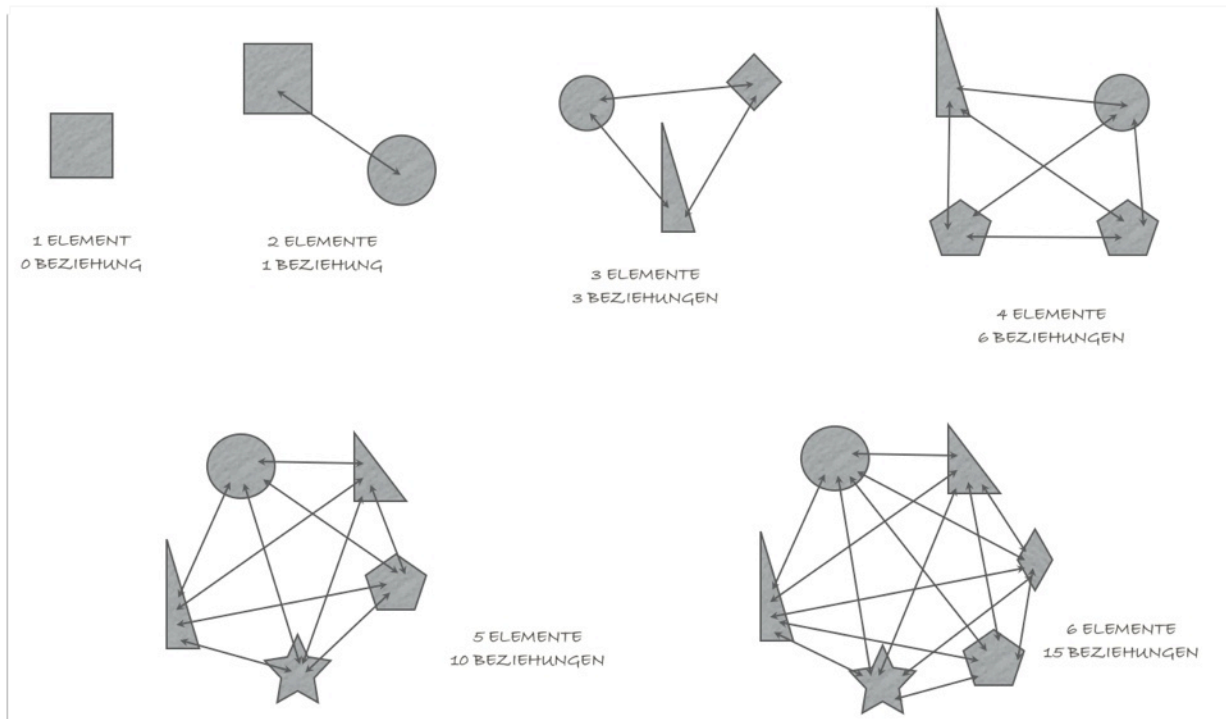 1 ELEMENT
0 BEZIEHUNG
2 ELEMENTE
1 BEZIEHUNG
3 ELEMENTE
3 BEZIEHUNGEN
4 ELEMENTE
6 BEZIEHUNGEN
5 ELEMENTE
10 BEZIEHUNGEN
6 ELEMENTE
15 BEZIEHUNGEN